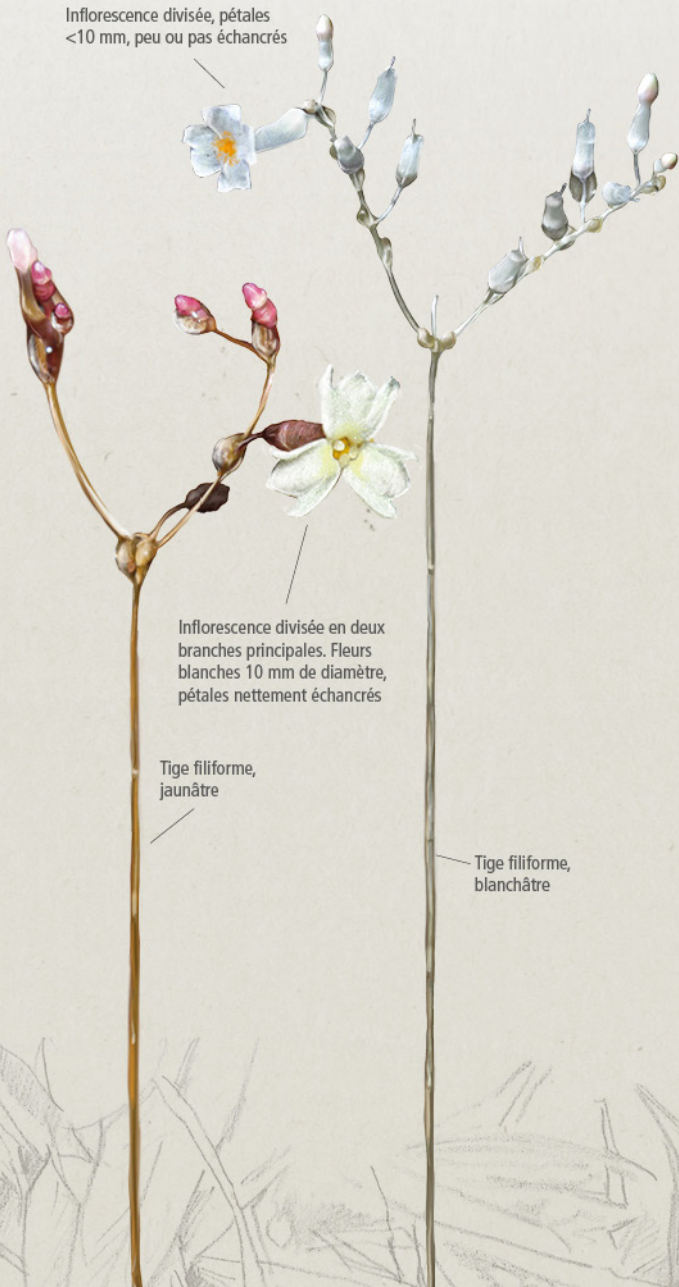 Inflorescence divisée, pétales
<10 mm, peu ou pas échancrés
Inflorescence divisée en deux
branches principales. Fleurs
blanches 10 mm de diamètre,
pétales nettement échancrés
Tige filiforme,
jaunâtre
Tige filiforme,
blanchâtre